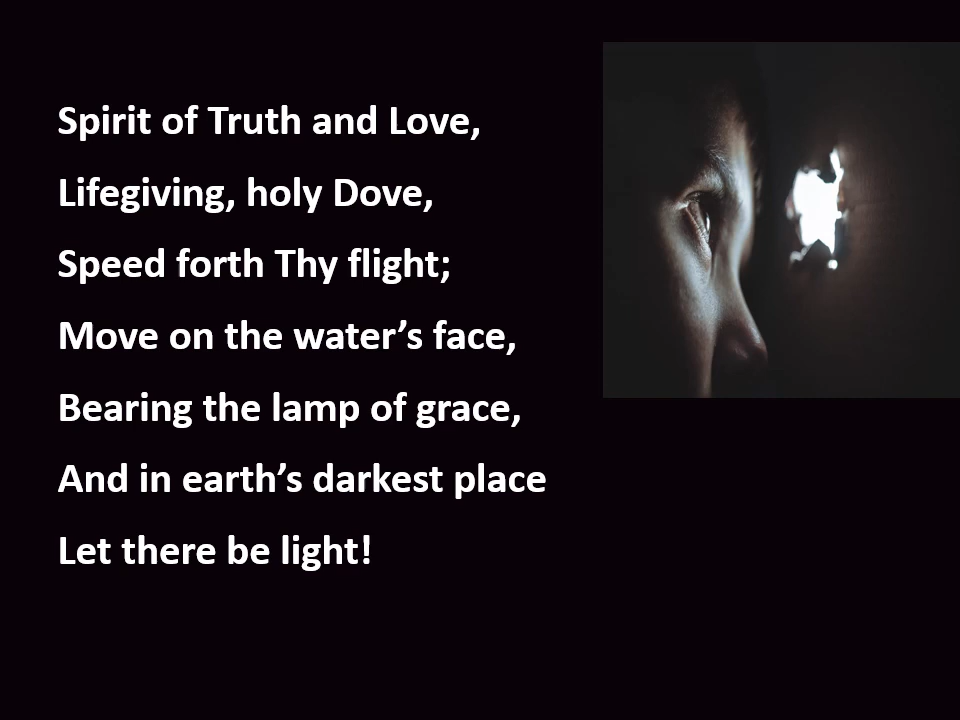 Spirit of Truth and Love,
Lifegiving, holy Dove,
Speed forth Thy flight;
Move on the water’s face,
Bearing the lamp of grace,
And in earth’s darkest place
Let there be light!